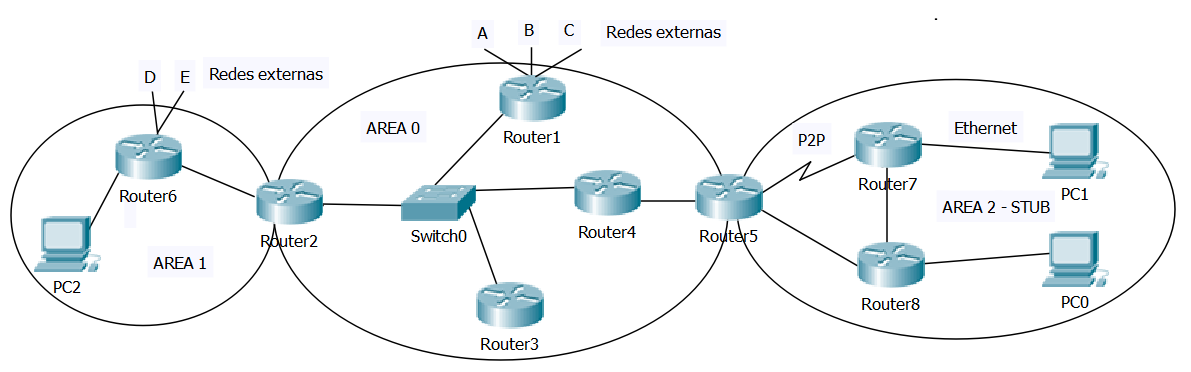 A
B
C
Redes externas
D
E
Redes externas
AREA 0
Router1
Ethernet
P2P
Router6
Router7
PC1
Router2
Switch0
Router4
Router5
AREA 2 - STUB
AREA 1
PC2
Router3
Router8
PC0